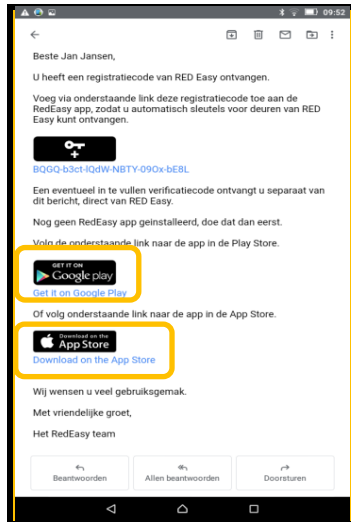 09:52
Beste Jan Jansen,
U heeft een registratiecode van RED Easy ontvangen.
Voeg via onderstaande link deze registratiecode toe aan de
RedEasy app, zodat u automatisch sleutels voor deuren van RED
Easy kunt ontvangen.
BQGQ-b3ct-lQdW-NBTY-09Ox-bE8L
Een eventueel in te vullen verificatiecode ontvangt u separaat van
dit bericht, direct van RED Easy.
Nog geen RedEasy app geinstalleerd, doe dat dan eerst.
Volg de onderstaande link naar de app in de Play Store.
GET IT ON
Google play
Get it on Google Play
Of volg onderstaande link naar de app in de App Store.
Download on the
App Store
Download on the App Store
Wij wensen u veel gebruiksgemak.
Met vriendelijke groet,
Het RedEasy team
Beantwoorden
Allen beantwoorden
Doorsturen